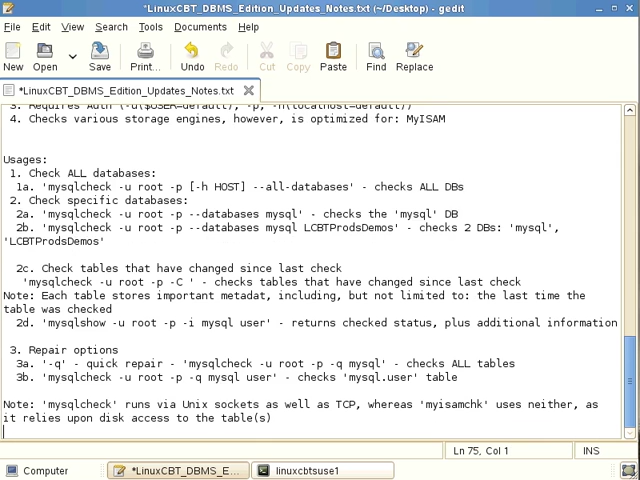 *LinuxCBT_DBMS_Edition_Updates_Notes.txt (~/Desktop) - gedit
File Edit View Search Tools Documents Help
New Open Save Print... Undo Redo Cut Copy Paste Find Replace
*LinuxCBT_DBMS_Edition_Updates_Notes.txt
3. Requires Auth (-u($USER=default), -p, -h(localhost=default))
4. Checks various storage engines, however, is optimized for: MyISAM
Usages:
1. Check ALL databases:
1a. 'mysqlcheck -u root -p [-h HOST] --all-databases' - checks ALL DBs
2. Check specific databases:
2a. 'mysqlcheck -u root -p --databases mysql' - checks the 'mysql' DB
2b. 'mysqlcheck -u root -p --databases mysql LCBTProdsDemos' - checks 2 DBs: 'mysql',
'LCBTProdsDemos'
2c. Check tables that have changed since last check
'mysqlcheck -u root -p -C ' - checks tables that have changed since last check
Note: Each table stores important metadat, including, but not limited to: the last time the
table was checked
2d. 'mysqlshow -u root -p -i mysql user' - returns checked status, plus additional information
3. Repair options
3a. '-q' - quick repair - 'mysqlcheck -u root -p -q mysql' - checks ALL tables
3b. 'mysqlcheck -u root -p -q mysql user' - checks 'mysql.user' table
Note: 'mysqlcheck' runs via Unix sockets as well as TCP, whereas 'myisamchk' uses neither, as
it relies upon disk access to the table(s)
Ln 75, Col 1 INS
Computer *LinuxCBT_DBMS_E... linuxcbtsuse1